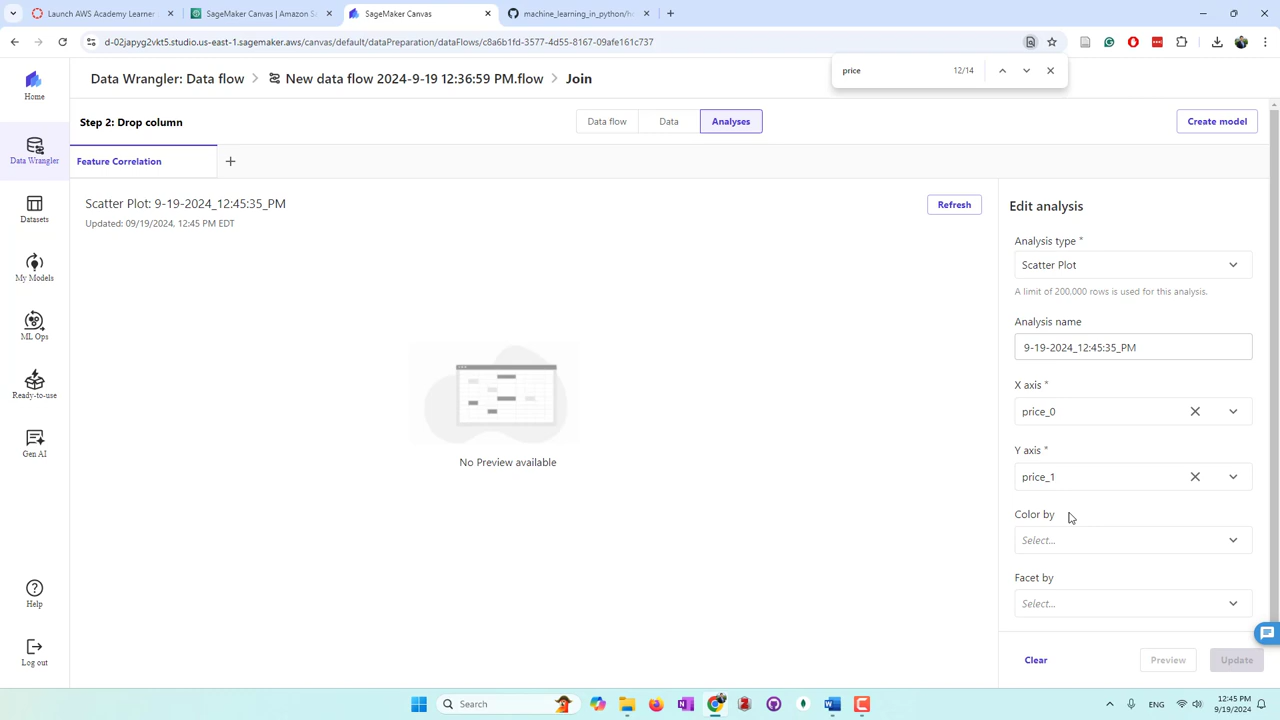 Launch AWS Academy Learner
SageMaker Canvas | Amazon Sa
SageMaker Canvas
machine_learning_in_python/h
d-02japyg2vkt5.studio.us-east-1.sagemaker.aws/canvas/default/dataPreparation/dataFlows/c8a6b1fd-3577-4d55-8167-09afe161c737
price
12/14
Home
Data Wrangler: Data flow
New data flow 2024-9-19 12:36:59 PM.flow
Join
Step 2: Drop column
Data flow
Data
Analyses
Create model
Data Wrangler
Feature Correlation
Datasets
My Models
ML Ops
Ready-to-use
Gen AI
Help
Log out
Scatter Plot: 9-19-2024_12:45:35_PM
Updated: 09/19/2024, 12:45 PM EDT
Refresh
No Preview available
Edit analysis
Analysis type *
Scatter Plot
A limit of 200,000 rows is used for this analysis.
Analysis name
9-19-2024_12:45:35_PM
X axis *
price_0
Y axis *
price_1
Color by
Select...
Facet by
Select...
Clear
Preview
Update
Search
ENG
12:45 PM
9/19/2024